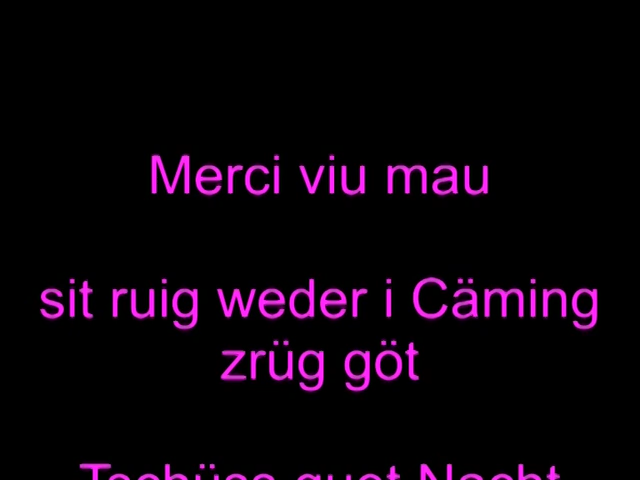 Merci viu mau
sit ruig weder i Cäming
zrüg göt
Tschüss guet Nacht